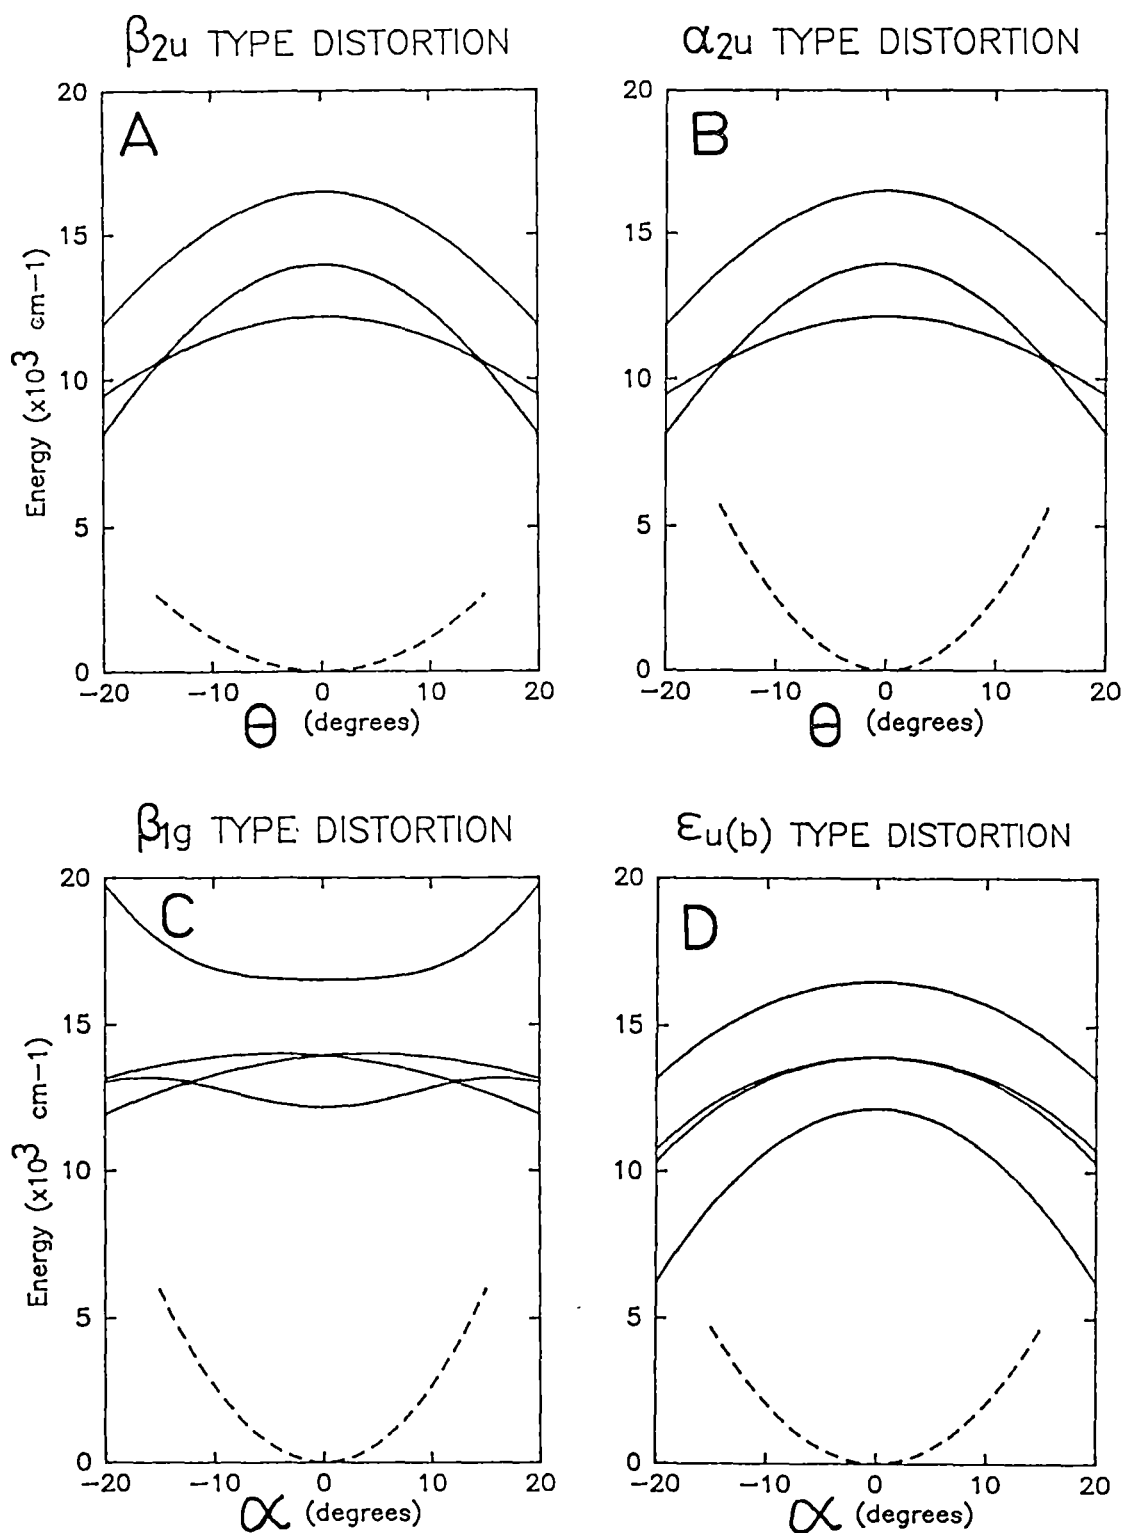 β2u TYPE DISTORTION
α2u TYPE DISTORTION
A
B
20
15
10
5
0
Energy (x10³ cm−1)
−20 −10 0 10 20
θ (degrees)
20
15
10
5
0
−20 −10 0 10 20
θ (degrees)
β1g TYPE DISTORTION
εu(b) TYPE DISTORTION
C
D
20
15
10
5
0
Energy (x10³ cm−1)
−20 −10 0 10 20
α (degrees)
20
15
10
5
0
−20 −10 0 10 20
α (degrees)